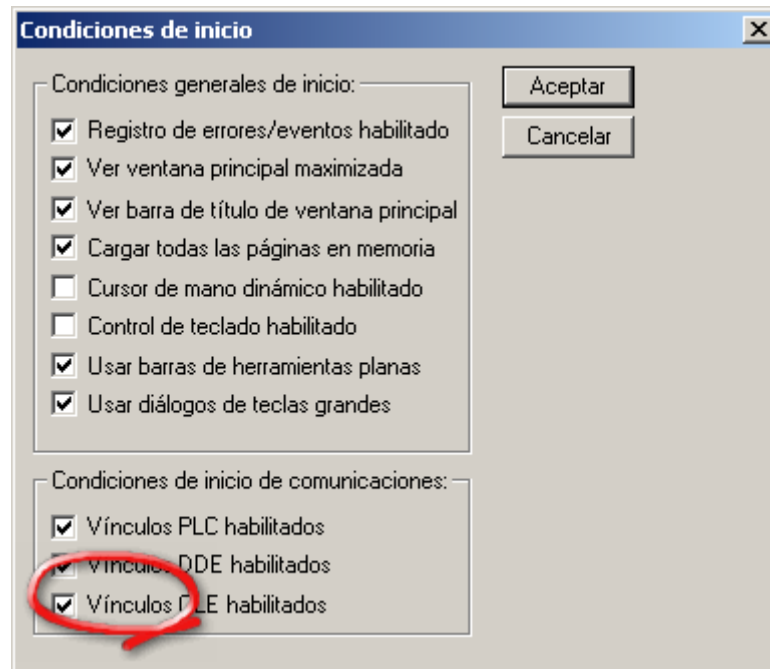 Condiciones de inicio
Condiciones generales de inicio:
Registro de errores/eventos habilitado
Ver ventana principal maximizada
Ver barra de título de ventana principal
Cargar todas las páginas en memoria
Cursor de mano dinámico habilitado
Control de teclado habilitado
Usar barras de herramientas planas
Usar diálogos de teclas grandes
Aceptar
Cancelar
Condiciones de inicio de comunicaciones:
Vínculos PLC habilitados
Vínculos DDE habilitados
Vínculos OLE habilitados